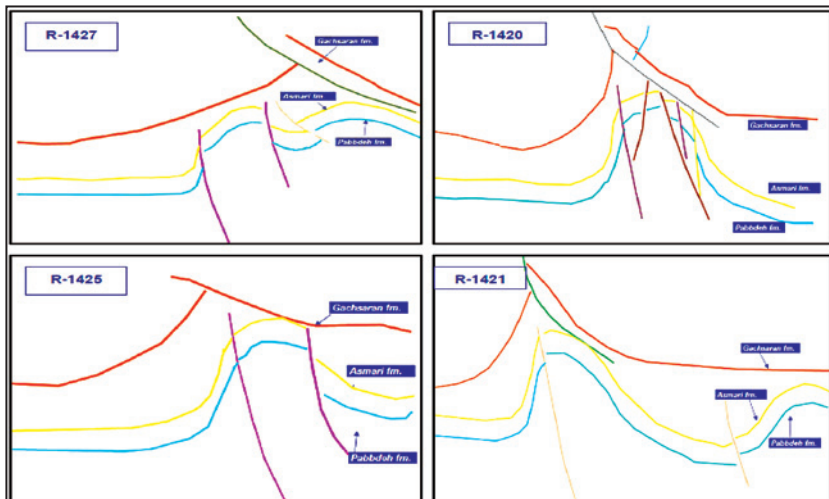 R-1427
Gachsaran fm.
Asmari fm.
Pabbdeh fm.
R-1420
Gachsaran fm.
Asmari fm.
Pabbdeh fm.
R-1425
Gachsaran fm.
Asmari fm.
Pabbdeh fm.
R-1421
Gachsaran fm.
Asmari fm.
Pabbdeh fm.